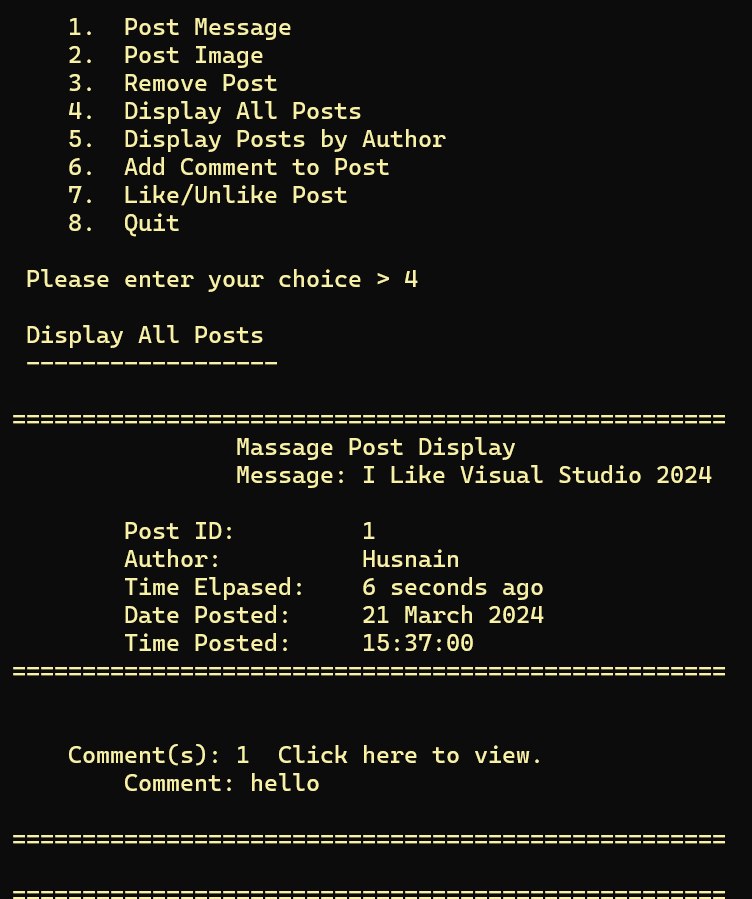 1. Post Message
2. Post Image
3. Remove Post
4. Display All Posts
5. Display Posts by Author
6. Add Comment to Post
7. Like/Unlike Post
8. Quit
Please enter your choice > 4
Display All Posts
------------------
===================================================
Massage Post Display
Message: I Like Visual Studio 2024
Post ID: 1
Author: Husnain
Time Elpased: 6 seconds ago
Date Posted: 21 March 2024
Time Posted: 15:37:00
===================================================
Comment(s): 1 Click here to view.
Comment: hello
===================================================
===================================================